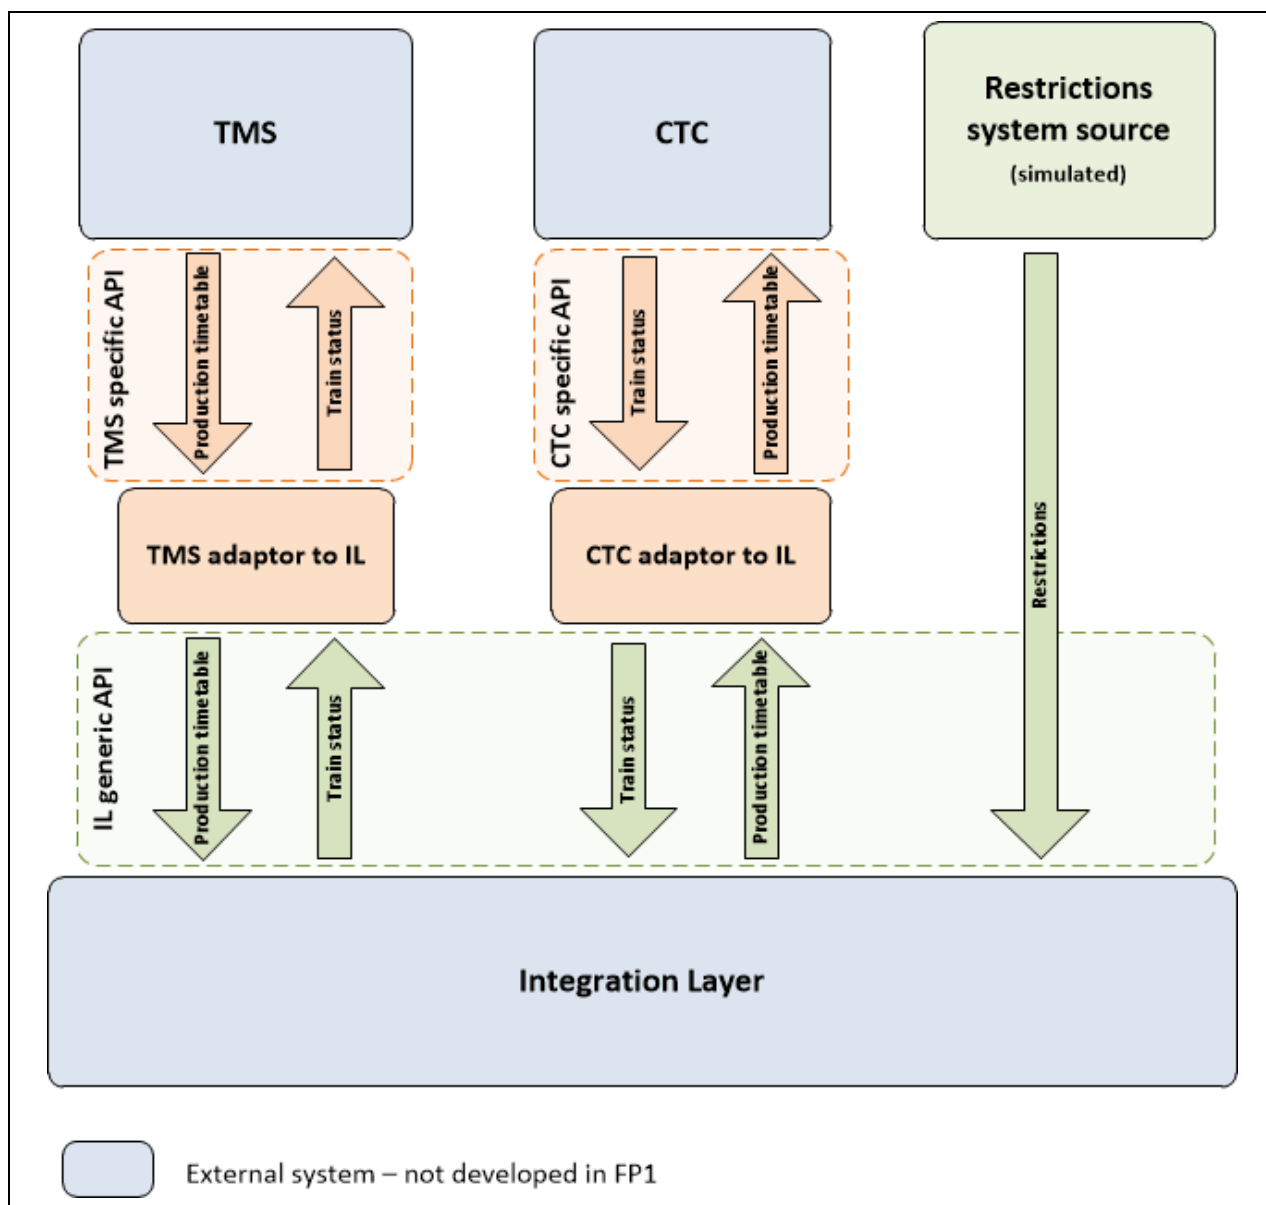 TMS
CTC
Restrictions
system source
(simulated)
TMS specific API
Production timetable
Train status
CTC specific API
Train status
Production timetable
Restrictions
TMS adaptor to IL
CTC adaptor to IL
IL generic API
Production timetable
Train status
Train status
Production timetable
Integration Layer
External system – not developed in FP1